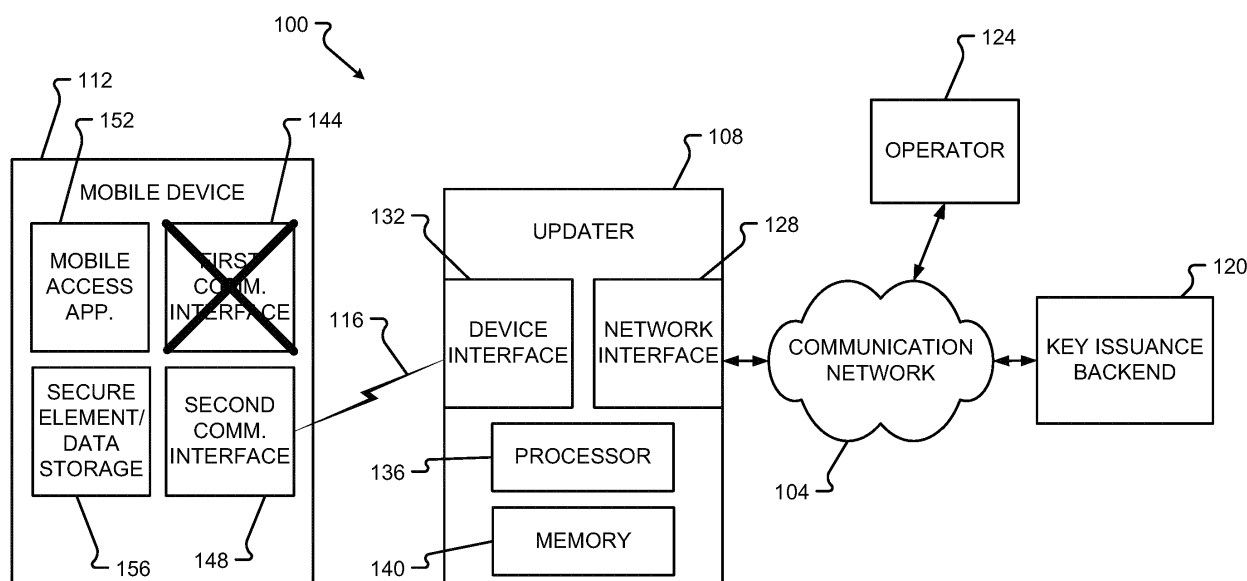 100
112
152
144
MOBILE DEVICE
MOBILE
ACCESS
APP.
FIRST
COMM.
INTERFACE
SECURE
ELEMENT/
DATA
STORAGE
SECOND
COMM.
INTERFACE
156
148
116
108
UPDATER
132
128
DEVICE
INTERFACE
NETWORK
INTERFACE
PROCESSOR
136
MEMORY
140
124
OPERATOR
COMMUNICATION
NETWORK
104
120
KEY ISSUANCE
BACKEND